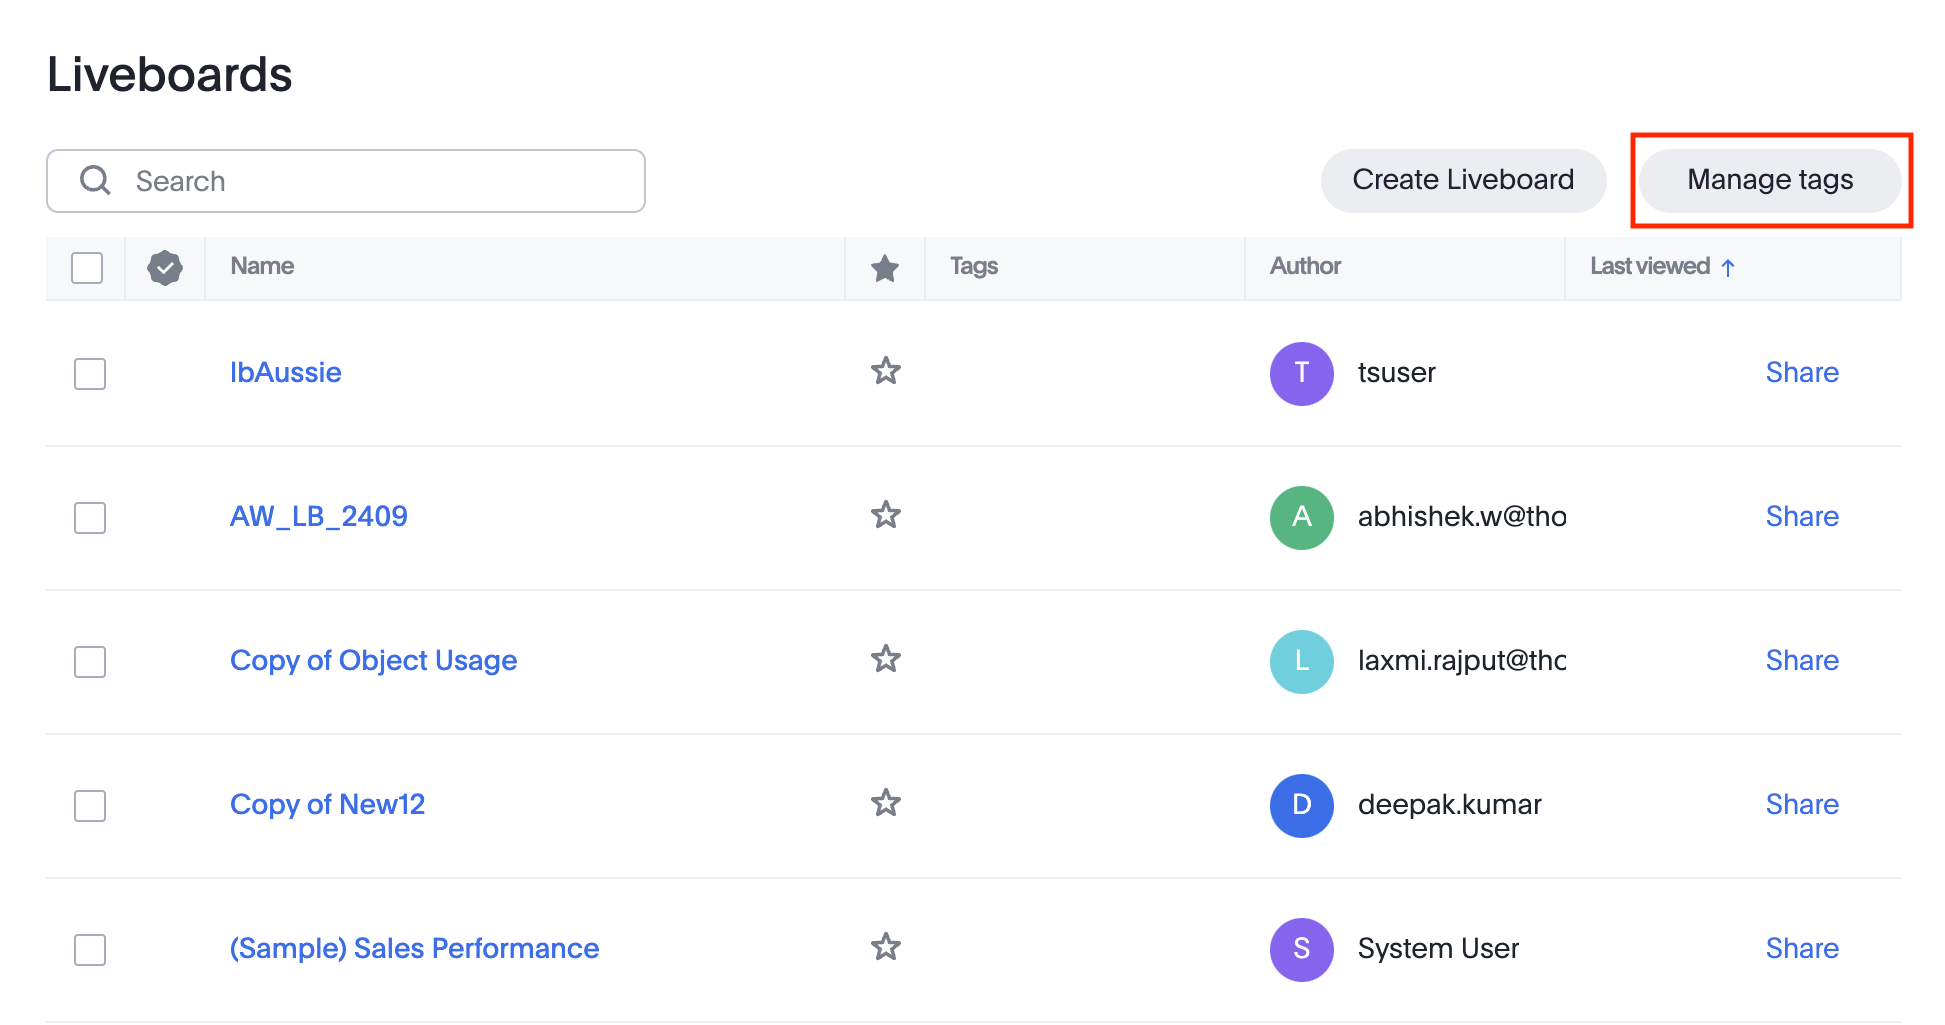 Liveboards
Search
Create Liveboard
Manage tags
Name Tags Author Last viewed ↑
lbAussie T tsuser Share
AW_LB_2409 A abhishek.w@tho Share
Copy of Object Usage L laxmi.rajput@tho Share
Copy of New12 D deepak.kumar Share
(Sample) Sales Performance S System User Share